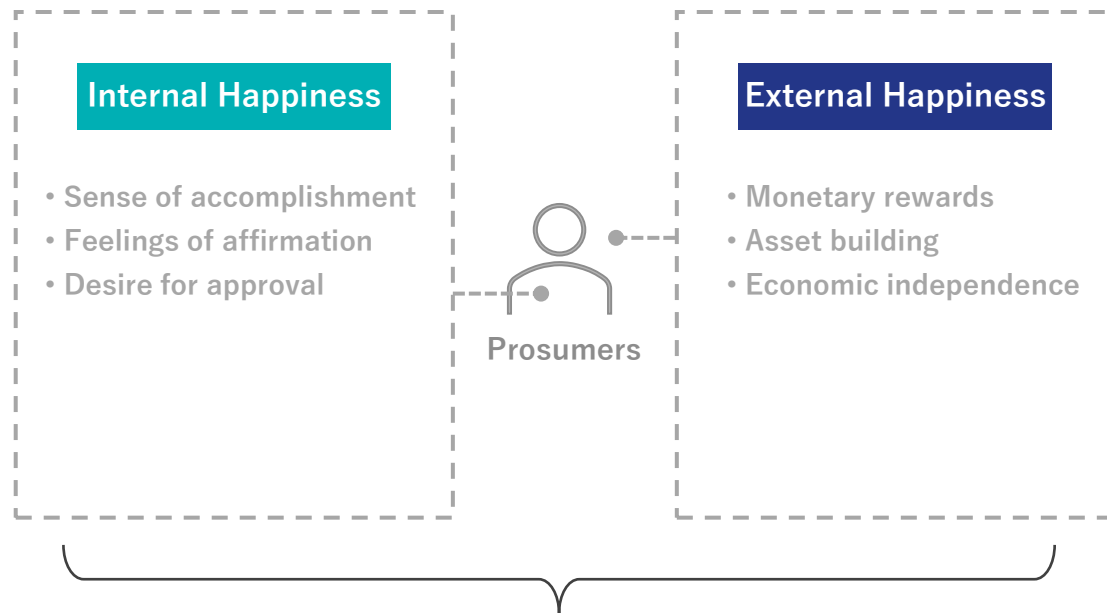 Internal Happiness
• Sense of accomplishment
• Feelings of affirmation
• Desire for approval
Prosumers
External Happiness
• Monetary rewards
• Asset building
• Economic independence